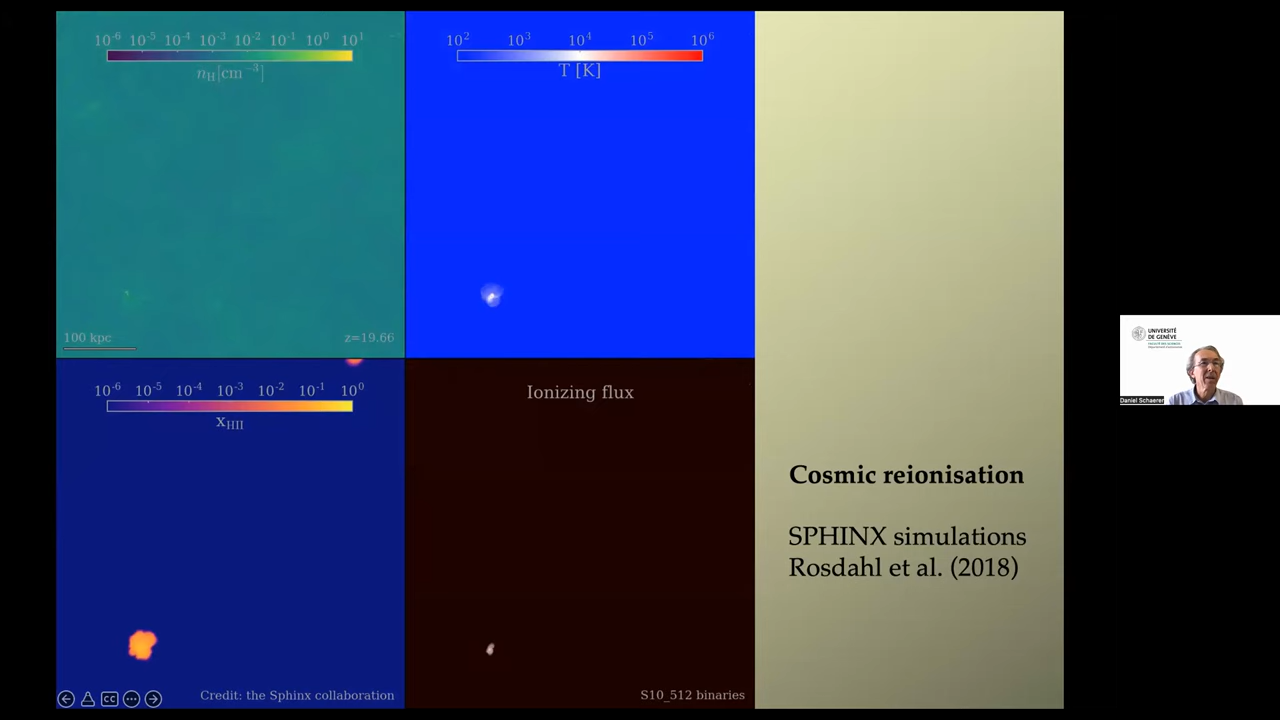 10^-6 10^-5 10^-4 10^-3 10^-2 10^-1 10^0 10^1
nH[cm^-3]
100 kpc
z=19.66
10^2 10^3 10^4 10^5 10^6
T [K]
10^-6 10^-5 10^-4 10^-3 10^-2 10^-1 10^0
xHII
Credit: the Sphinx collaboration
CC
Ionizing flux
S10_512 binaries
Cosmic reionisation
SPHINX simulations
Rosdahl et al. (2018)
UNIVERSITÉ
DE GENÈVE
Daniel Schaerer